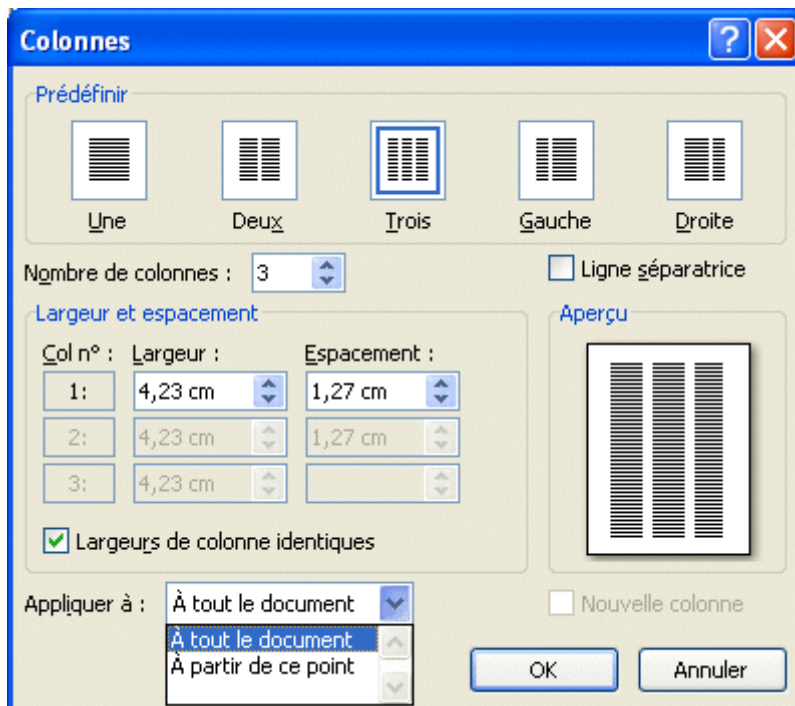 Colonnes
Prédéfinir
Une Deux Trois Gauche Droite
Nombre de colonnes : 3 Ligne séparatrice
Largeur et espacement Aperçu
Col n° : Largeur : Espacement :
1: 4,23 cm 1,27 cm
2: 4,23 cm 1,27 cm
3: 4,23 cm
Largeurs de colonne identiques
Appliquer à : À tout le document Nouvelle colonne
À tout le document
À partir de ce point
OK Annuler